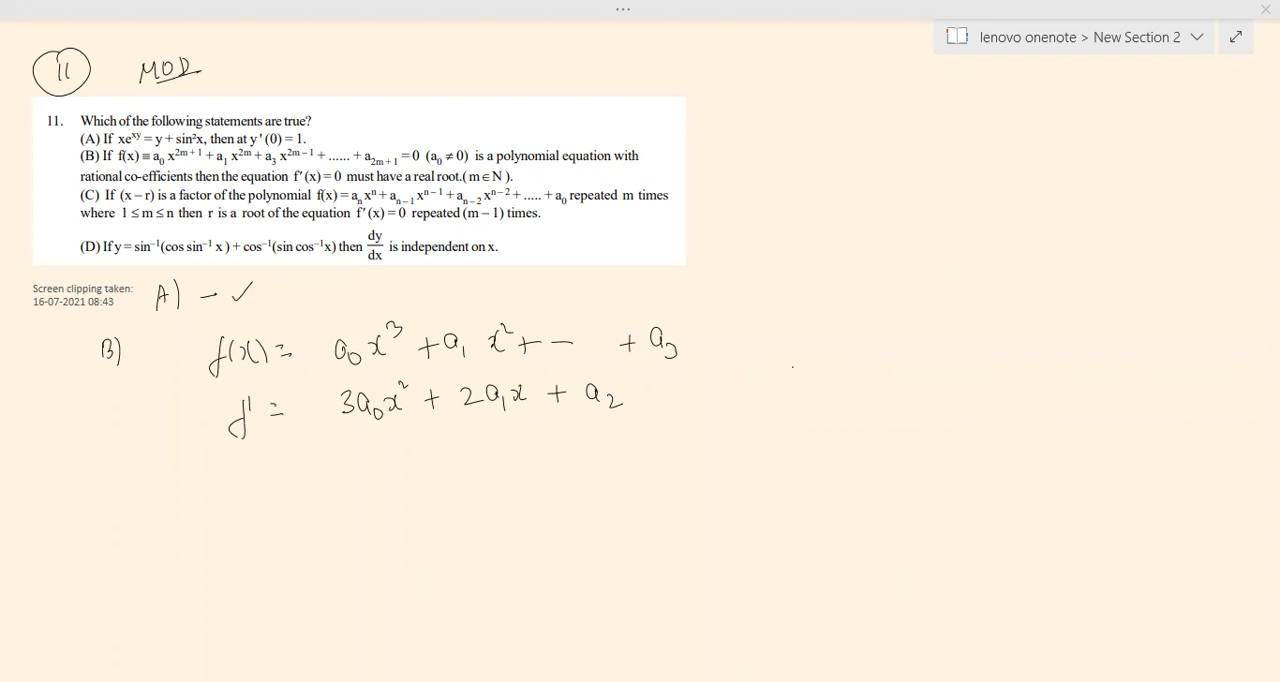 lenovo onenote > New Section 2
11 MOD
11. Which of the following statements are true?
(A) If xe^xy = y + sin²x, then at y ' (0) = 1.
(B) If f(x) ≡ a₀ x^2m + 1 + a₁ x^2m + a₃ x^2m – 1 + ...... + a₂ₘ₊₁ = 0 (a₀ ≠ 0) is a polynomial equation with
rational co-efficients then the equation f' (x) = 0 must have a real root. ( m ∈ N ).
(C) If (x – r) is a factor of the polynomial f(x) = aₙ xⁿ + aₙ₋₁ xⁿ⁻¹ + aₙ₋₂ xⁿ⁻² + ..... + a₀ repeated m times
where 1 ≤ m ≤ n then r is a root of the equation f' (x) = 0 repeated (m – 1) times.
(D) If y = sin⁻¹(cos sin⁻¹ x ) + cos⁻¹(sin cos⁻¹x) then dy/dx is independent on x.
Screen clipping taken:
16-07-2021 08:43
A) – ✓
B) f(x) = a₀x³ + a₁ x² + – + a₃
f' = 3a₀x² + 2a₁x + a₂